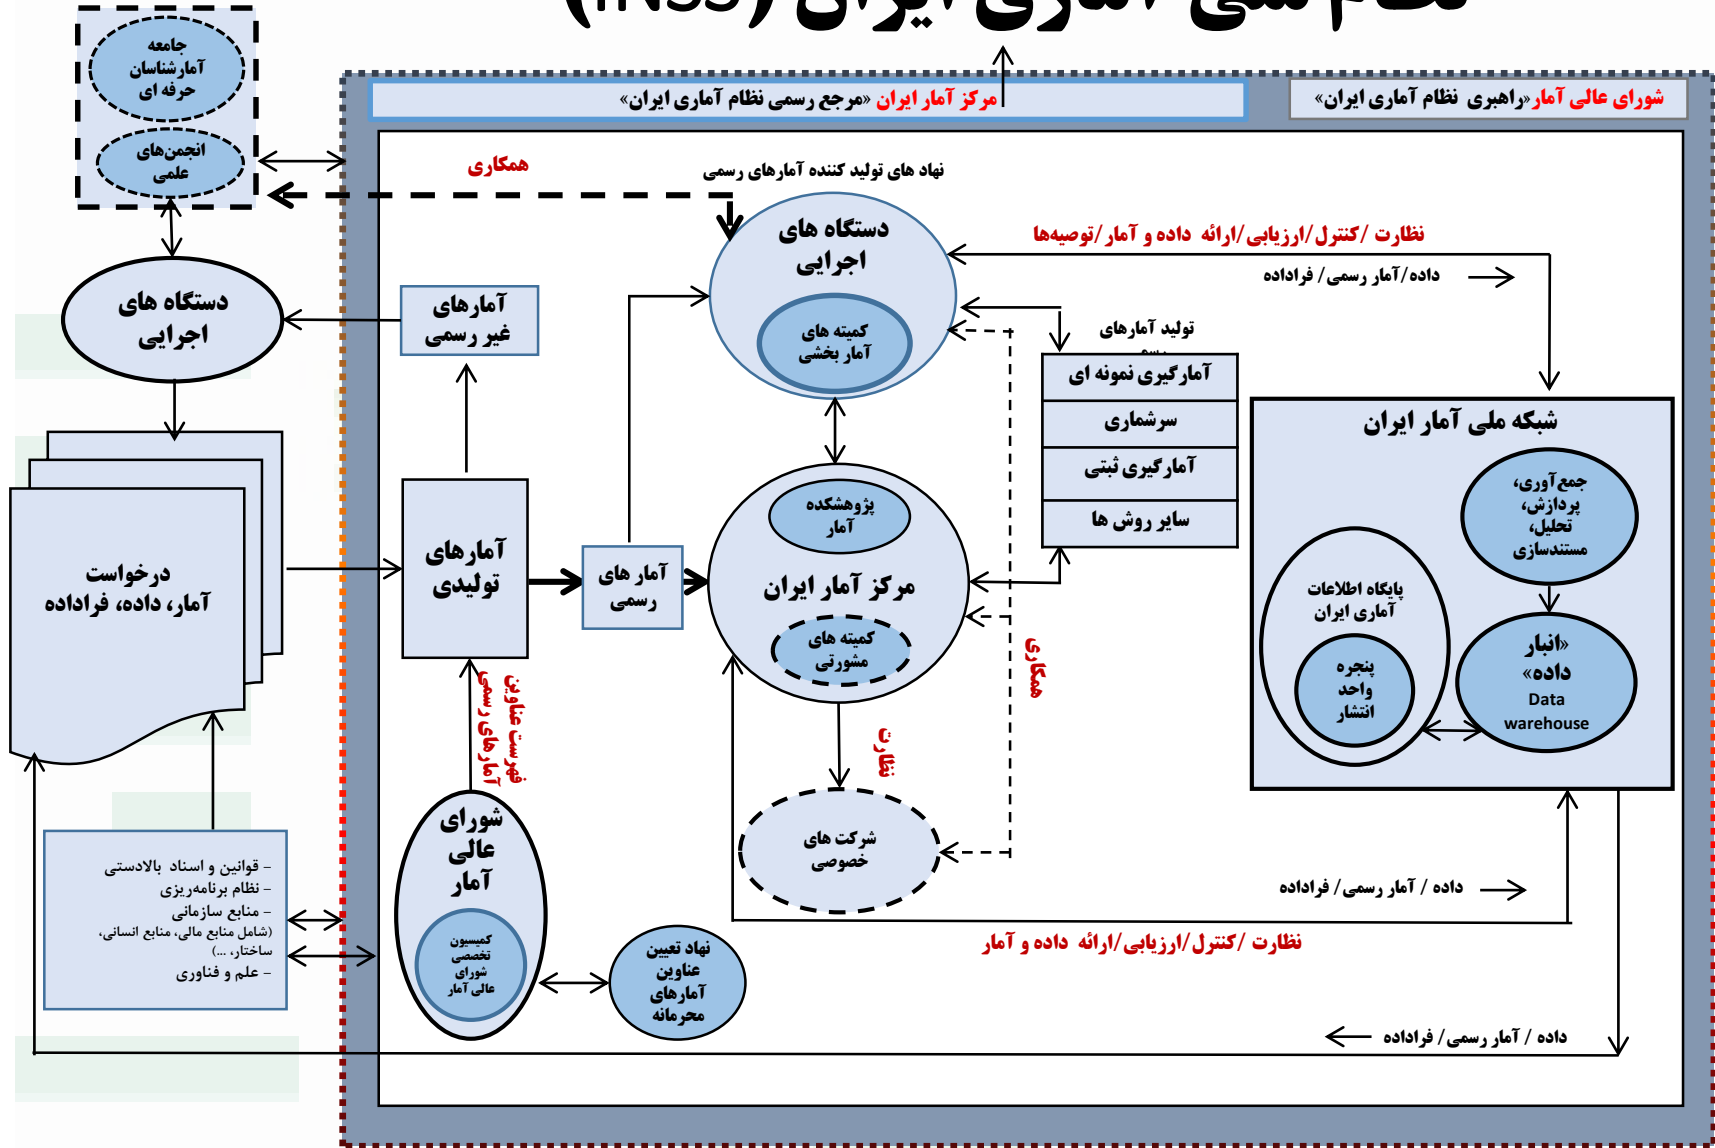 نظام ملی آماری ایران (INSS)
شورای عالی آمار«راهبری نظام آماری ایران»
مرکز آمار ایران «مرجع رسمی نظام آماری ایران»
جامعه
آمارشناسان
حرفه ای
انجمن‌های
علمی
همکاری
نهاد های تولید کننده آمارهای رسمی
دستگاه های
اجرایی
کمیته های
آمار بخشی
نظارت /کنترل/ارزیابی/ارائه داده و آمار/توصیه‌ها
داده/آمار رسمی/ فراداده
دستگاه های
اجرایی
آمارهای
غیر رسمی
تولید آمارهای
آمارگیری نمونه ای
سرشماری
آمارگیری ثبتی
سایر روش ها
شبکه ملی آمار ایران
جمع‌آوری،
پردازش،
تحلیل،
مستندسازی
پایگاه اطلاعات
آماری ایران
پنجره
واحد
انتشار
«انبار
داده»
Data
warehouse
پژوهشکده
آمار
مرکز آمار ایران
کمیته های
مشورتی
آمار های
رسمی
آمارهای
تولیدی
درخواست
آمار، داده، فراداده
همکاری
نظارت
فهرست عناوین
آمارهای رسمی
شرکت های
خصوصی
شورای
عالی
آمار
کمیسیون
تخصصی
شورای
عالی آمار
نهاد تعیین
عناوین
آمارهای
محرمانه
- قوانین و اسناد بالادستی
- نظام برنامه‌ریزی
- منابع سازمانی
(شامل منابع مالی، منابع انسانی،
ساختار، ...)
- علم و فناوری
داده / آمار رسمی/ فراداده
نظارت /کنترل/ارزیابی/ارائه داده و آمار
داده / آمار رسمی/ فراداده